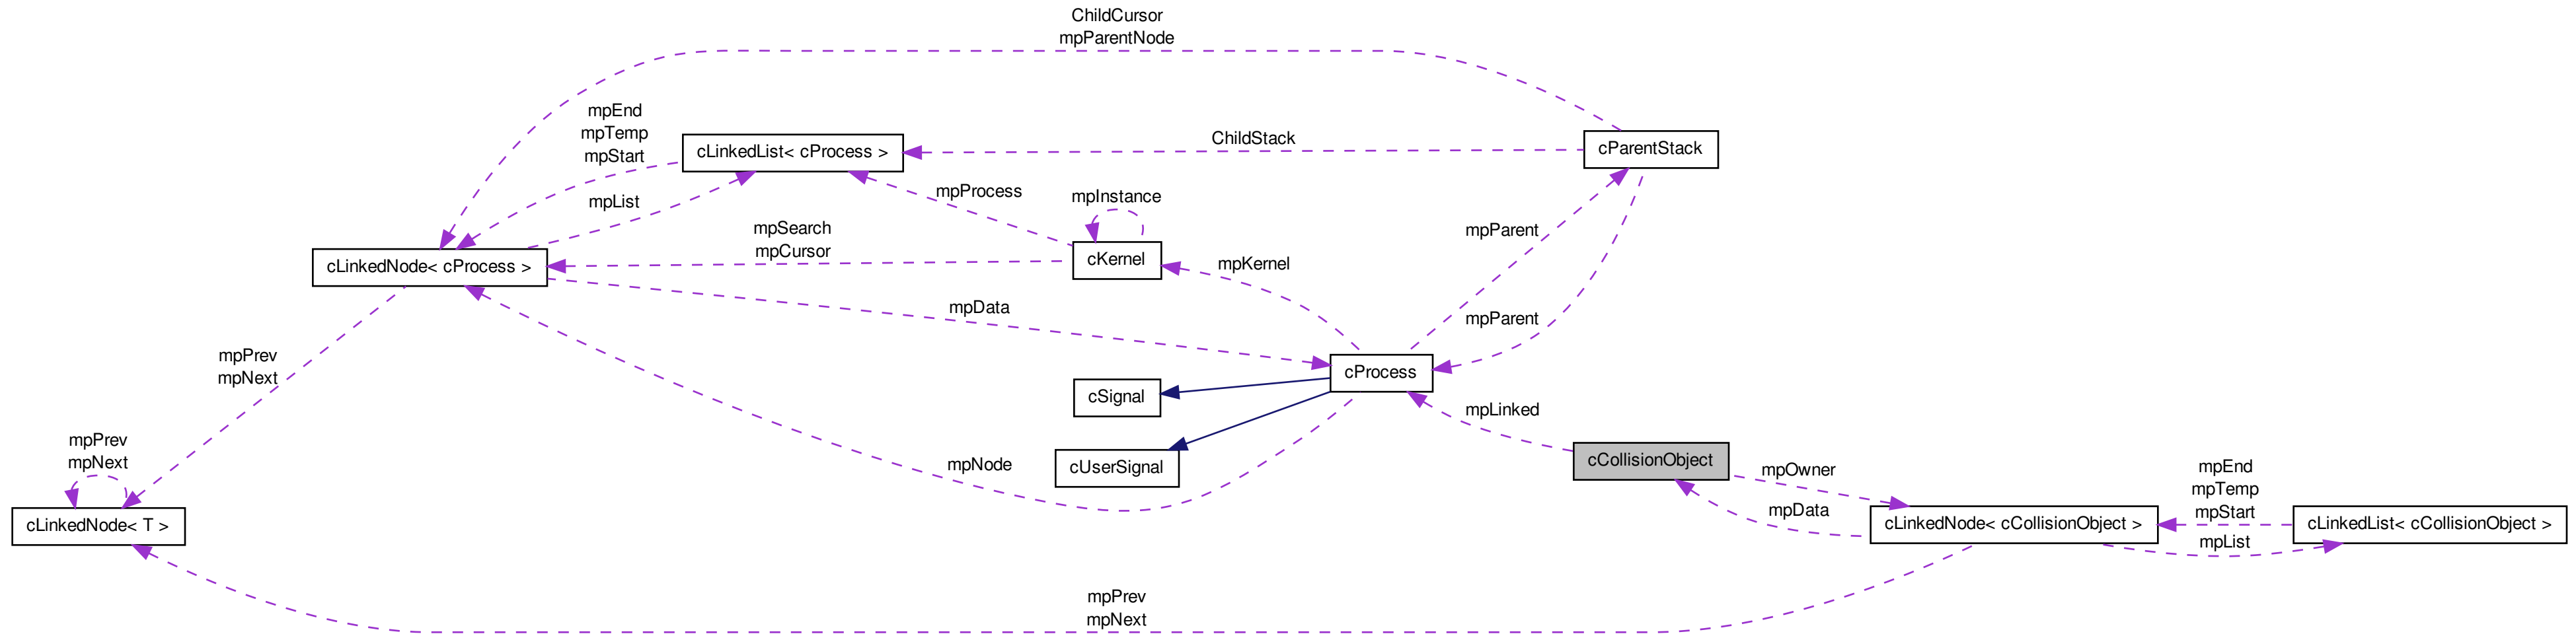 ChildCursor
mpParentNode
mpEnd
mpTemp
mpStart
cLinkedList< cProcess >
ChildStack
cParentStack
mpList
mpProcess
mpInstance
mpSearch
mpCursor
mpParent
cLinkedNode< cProcess >
cKernel
mpKernel
mpData
mpParent
mpPrev
mpNext
cProcess
cSignal
mpLinked
mpPrev
mpNext
mpNode
cUserSignal
cCollisionObject
mpOwner
mpEnd
mpTemp
mpStart
mpData
cLinkedNode< T >
cLinkedNode< cCollisionObject >
cLinkedList< cCollisionObject >
mpList
mpPrev
mpNext